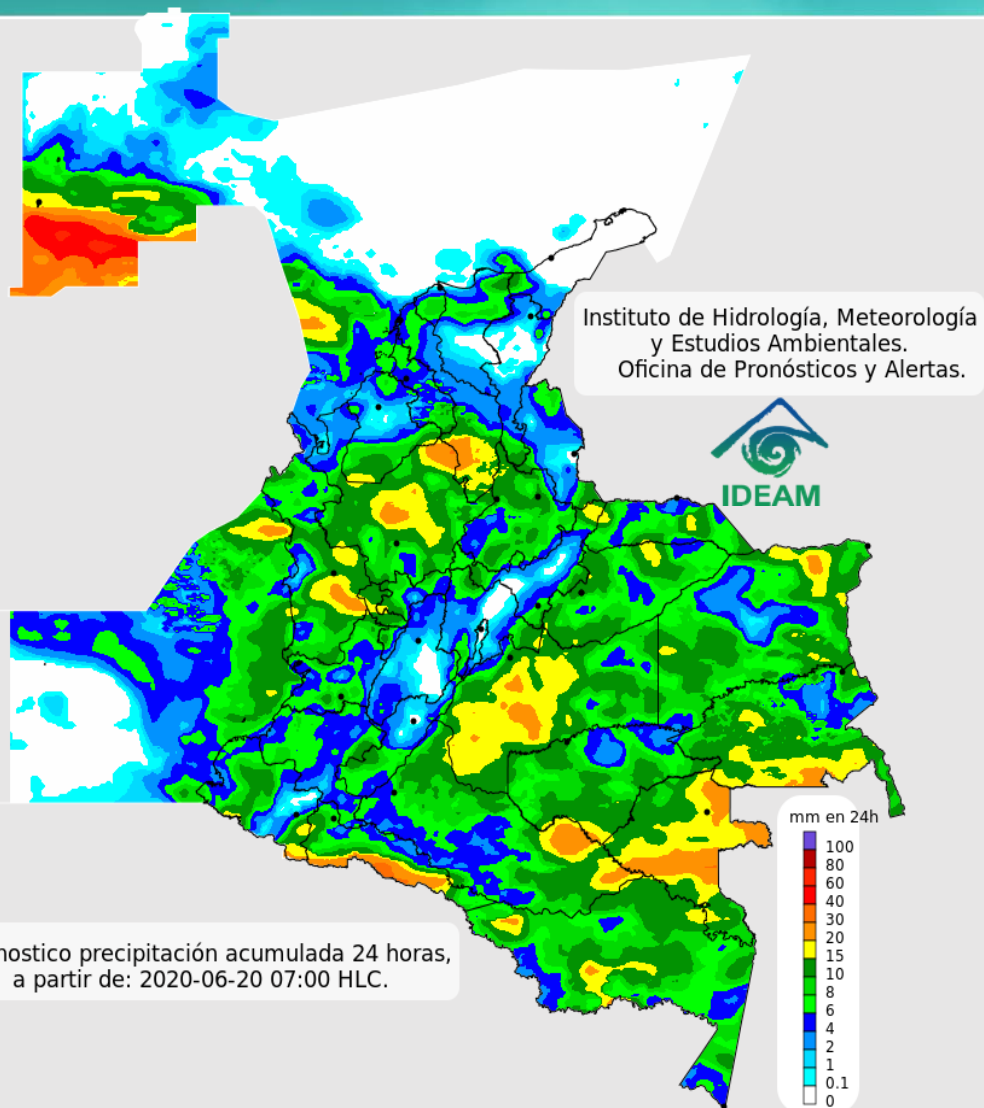 Instituto de Hidrología, Meteorología
y Estudios Ambientales.
Oficina de Pronósticos y Alertas.
IDEAM
mm en 24h
100
80
60
40
30
20
15
10
8
6
4
2
1
0.1
0
nostico precipitación acumulada 24 horas,
a partir de: 2020-06-20 07:00 HLC.